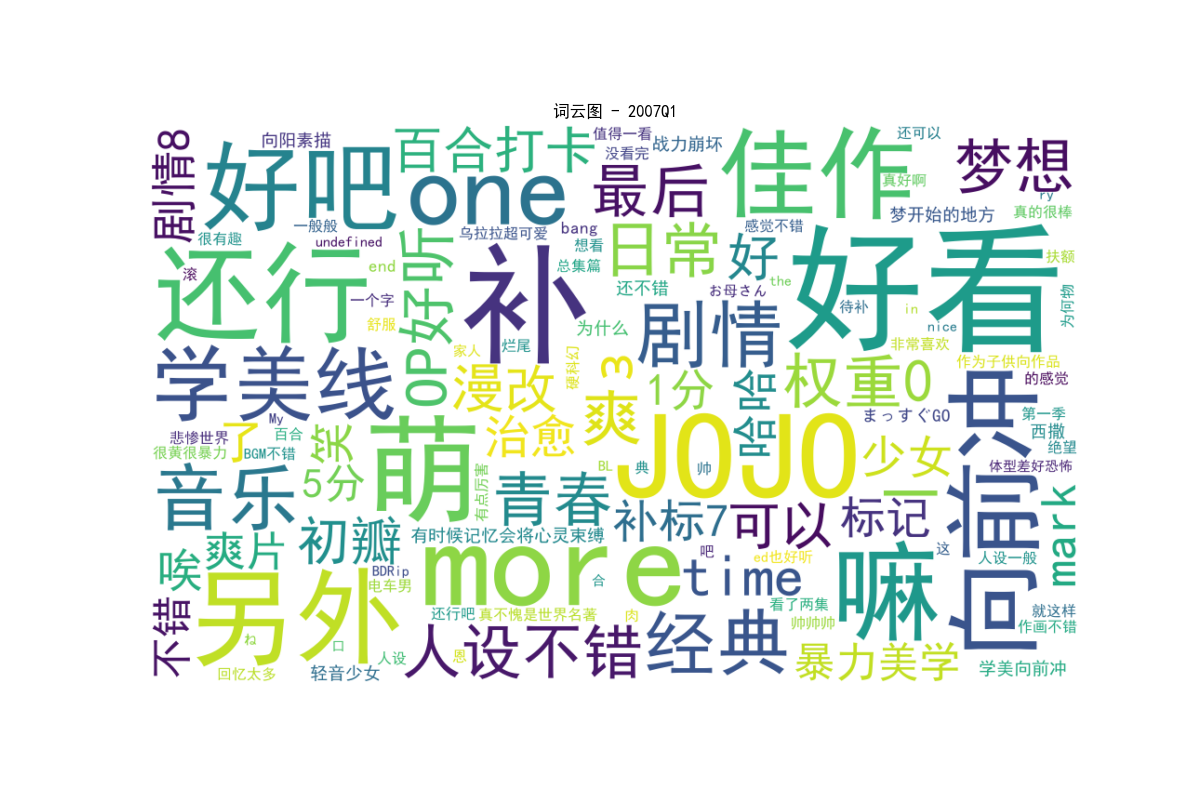 词云图 - 2007Q1
剧情8
向阳素描
好吧
百合打卡
one
值得一看
没看完
战力崩坏
最后
佳作
还可以
真好啊
梦想
ry
梦开始的地方
真的很棒
很有趣
一般般
undefined
乌拉拉超可爱
bang
想看
总集篇
日常
好
感觉不错
好看
扶额
滚
还行
end
OP好听
补
还不错
お母さん
the
为何物
一个字
舒服
为什么
剧情
待补
in
nice
非常喜欢
家人
烂尾
硬科幻
作为子供向作品
的感觉
学美线
漫改
3
1分
哈哈
权重0
向前冲
My
悲惨世界
百合
了
笑
萌
治愈
爽
JOJO
まっすぐGO
第一季
西撒
绝望
很黄很暴力
BGM不错
5分
有点厉害
BL
典
帅
少女
一
体型差好恐怖
音乐
青春
补标7
可以
标记
mark
初瓣
有时候记忆会将心灵束缚
唉
爽片
BDRip
more
吧
ed也好听
这
人设一般
time
嘛
电车男
合
不错
另外
还行吧
真不愧是世界名著
肉
看了两集
帅帅帅
就这样
作画不错
ね
口
人设
恩
人设不错
经典
暴力美学
学美向前冲
回忆太多
轻音少女